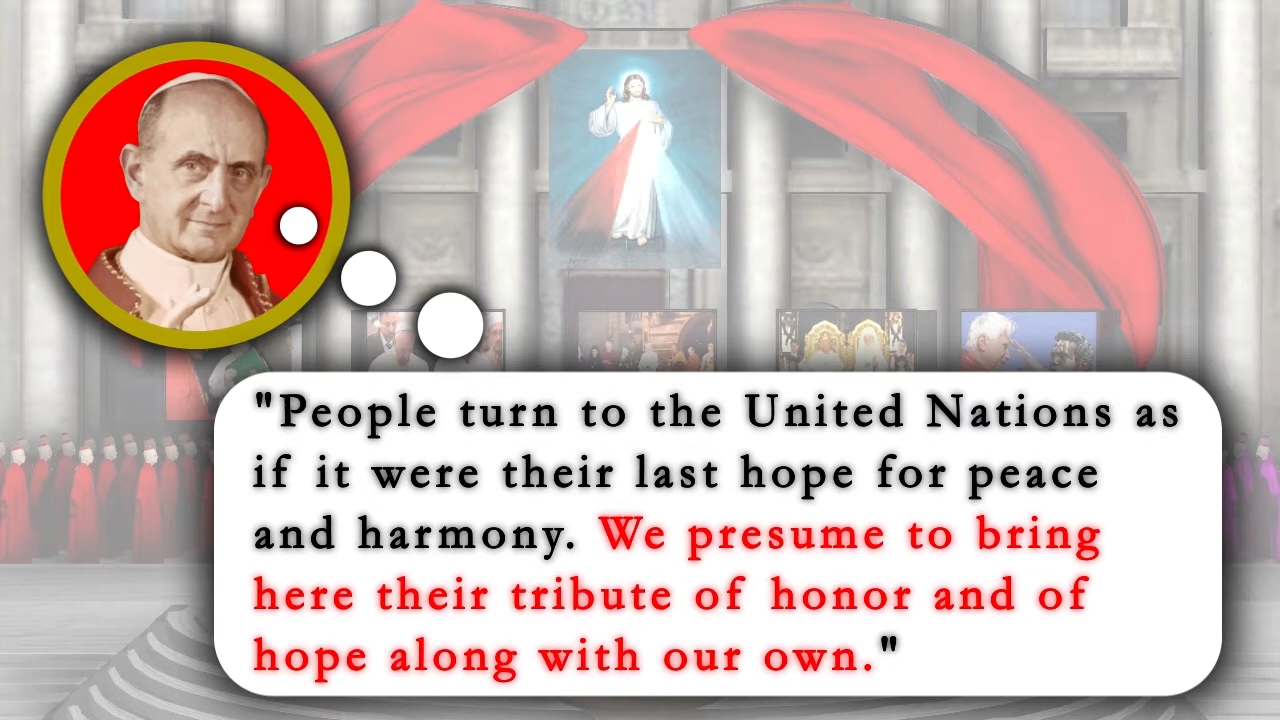 "People turn to the United Nations as
if it were their last hope for peace
and harmony. We presume to bring
here their tribute of honor and of
hope along with our own."